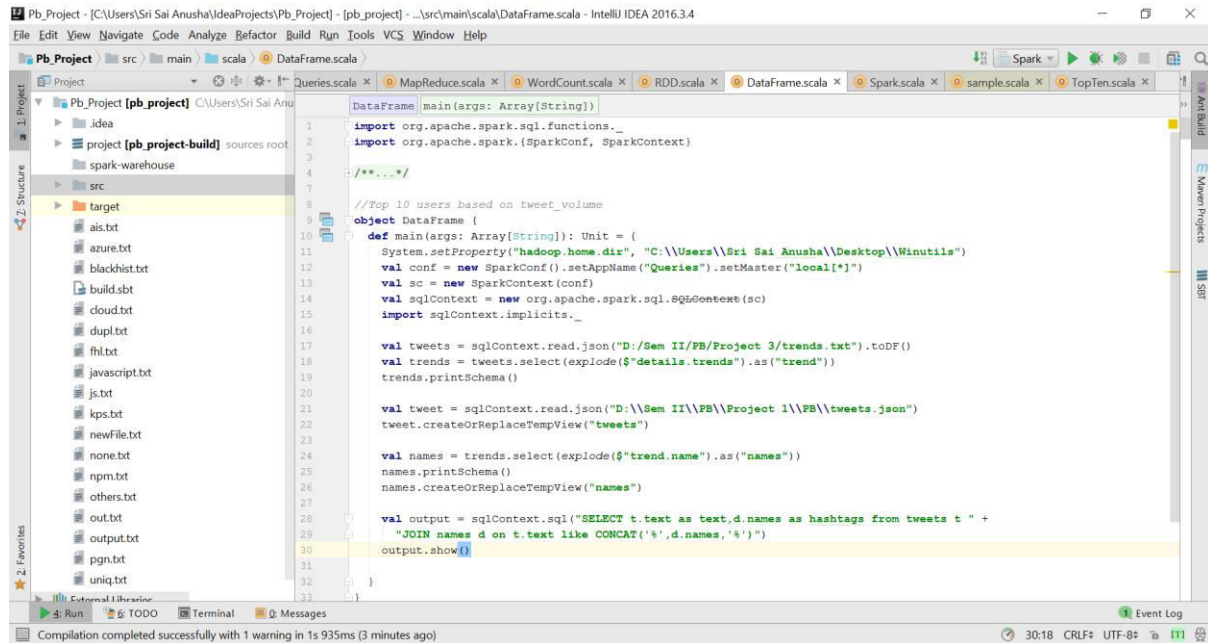 Pb_Project - [C:\Users\Sri Sai Anusha\IdeaProjects\Pb_Project] - [pb_project] - ...\src\main\scala\DataFrame.scala - IntelliJ IDEA 2016.3.4
File Edit View Navigate Code Analyze Refactor Build Run Tools VCS Window Help
Pb_Project src main scala DataFrame.scala Spark
Project Queries.scala MapReduce.scala WordCount.scala RDD.scala DataFrame.scala Spark.scala sample.scala TopTen.scala
1: Project
Z: Structure
2: Favorites
Pb_Project [pb_project] C:\Users\Sri Sai Anu
.idea
project [pb_project-build] sources root
spark-warehouse
src
target
ais.txt
azure.txt
blackhist.txt
build.sbt
cloud.txt
dupl.txt
fhl.txt
javascript.txt
js.txt
kps.txt
newFile.txt
none.txt
npm.txt
others.txt
out.txt
output.txt
pgn.txt
uniq.txt
External Libraries
DataFrame main(args: Array[String])
1 import org.apache.spark.sql.functions._
2 import org.apache.spark.{SparkConf, SparkContext}
3
4 /**...*/
7
8 //Top 10 users based on tweet_volume
9 object DataFrame {
10 def main(args: Array[String]): Unit = {
11 System.setProperty("hadoop.home.dir", "C:\\Users\\Sri Sai Anusha\\Desktop\\Winutils")
12 val conf = new SparkConf().setAppName("Queries").setMaster("local[*]")
13 val sc = new SparkContext(conf)
14 val sqlContext = new org.apache.spark.sql.SQLContext(sc)
15 import sqlContext.implicits._
16
17 val tweets = sqlContext.read.json("D:/Sem II/PB/Project 3/trends.txt").toDF()
18 val trends = tweets.select(explode($"details.trends").as("trend"))
19 trends.printSchema()
20
21 val tweet = sqlContext.read.json("D:\\Sem II\\PB\\Project 1\\PB\\tweets.json")
22 tweet.createOrReplaceTempView("tweets")
23
24 val names = trends.select(explode($"trend.name").as("names"))
25 names.printSchema()
26 names.createOrReplaceTempView("names")
27
28 val output = sqlContext.sql("SELECT t.text as text,d.names as hashtags from tweets t " +
29 "JOIN names d on t.text like CONCAT('%',d.names,'%')")
30 output.show()
31
32 }
33 }
Ant Build
Maven Projects
SBT
4: Run 6: TODO Terminal 0: Messages 1 Event Log
Compilation completed successfully with 1 warning in 1s 935ms (3 minutes ago) 30:18 CRLF UTF-8 [T]